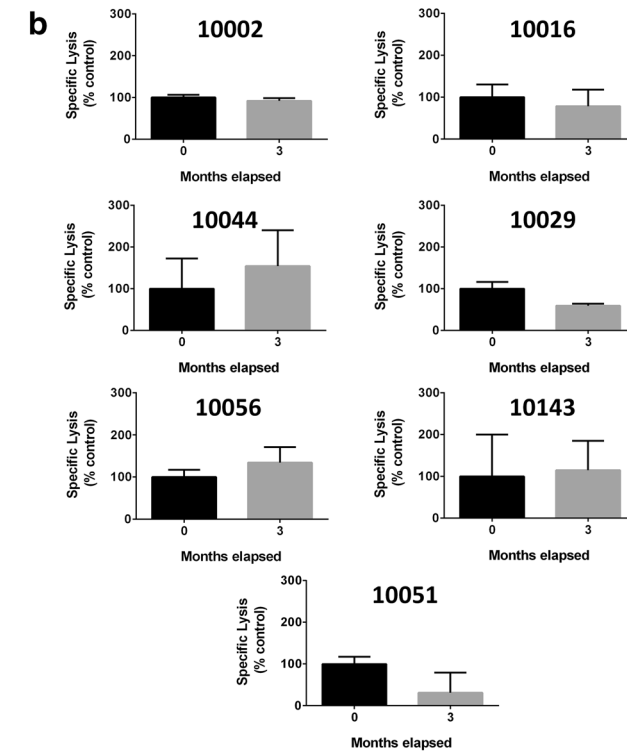 b
10002
Specific Lysis
(% control)
300
200
100
0
0 3
Months elapsed
10016
Specific Lysis
(% control)
300
200
100
0
0 3
Months elapsed
10044
Specific Lysis
(% control)
300
200
100
0
0 3
Months elapsed
10029
Specific Lysis
(% control)
300
200
100
0
0 3
Months elapsed
10056
Specific Lysis
(% control)
300
200
100
0
0 3
Months elapsed
10143
Specific Lysis
(% control)
300
200
100
0
0 3
Months elapsed
10051
Specific Lysis
(% control)
300
200
100
0
0 3
Months elapsed